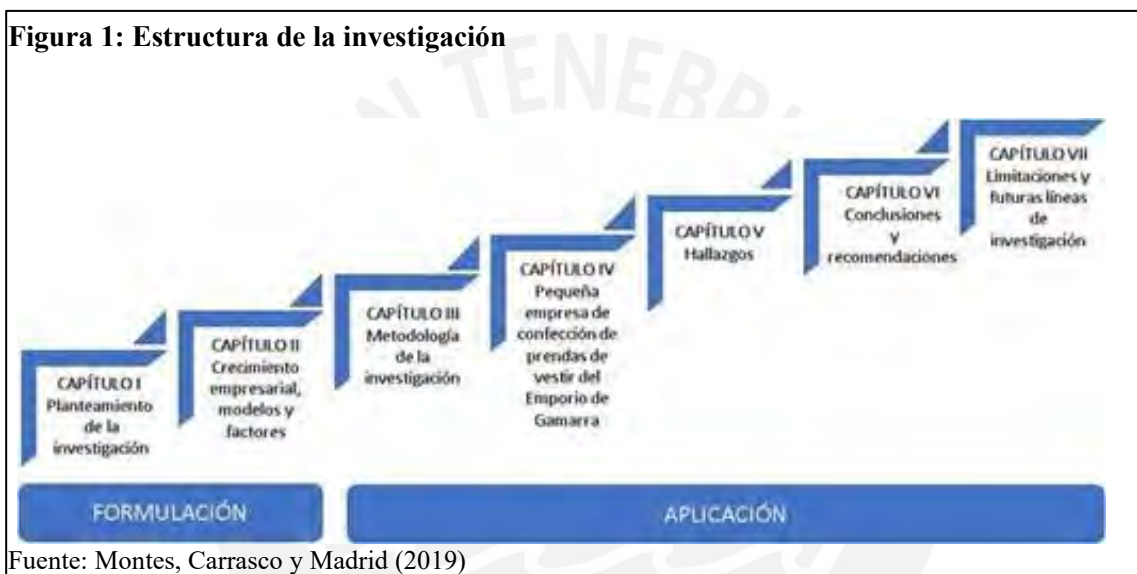 Figura 1: Estructura de la investigación
EN TENEBRI
CAPÍTULO I
Planteamiento
de la
investigación
CAPÍTULO II
Crecimiento
empresarial,
modelos y
factores
CAPÍTULO III
Metodología
de la
investigación
CAPÍTULO IV
Pequeña
empresa de
confección de
prendas de
vestir del
Emporio de
Gamarra
CAPÍTULO V
Hallazgos
CAPÍTULO VI
Conclusiones
y
recomendaciones
CAPÍTULO VII
Limitaciones y
futuras líneas
de
investigación
FORMULACIÓN
APLICACIÓN
Fuente: Montes, Carrasco y Madrid (2019)